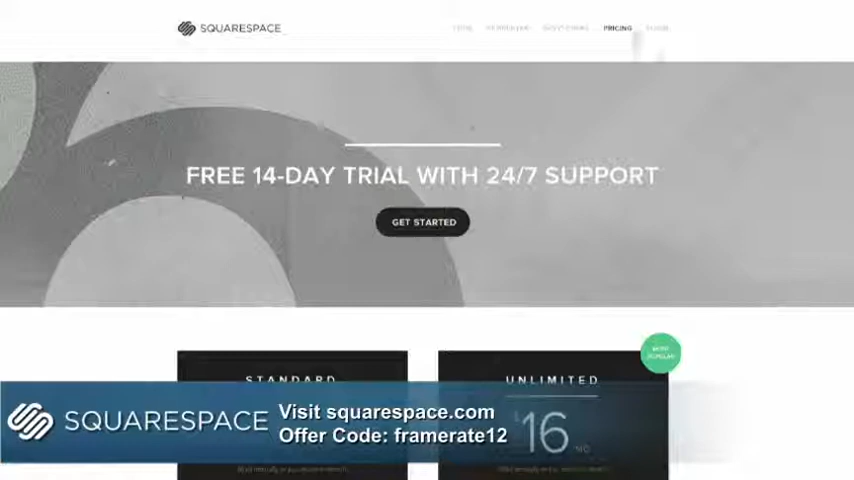 SQUARESPACE
PRICING
FREE 14-DAY TRIAL WITH 24/7 SUPPORT
GET STARTED
STANDARD
UNLIMITED
$16
MO
SQUARESPACE
Visit squarespace.com
Offer Code: framerate12